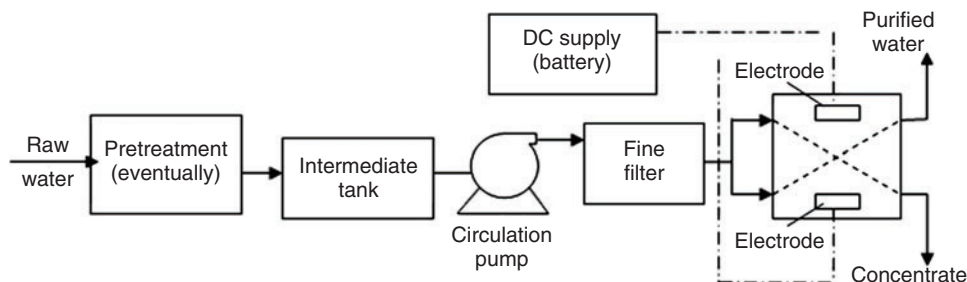 Raw
water
Pretreatment
(eventually)
Intermediate
tank
Circulation
pump
Fine
filter
DC supply
(battery)
Electrode
Electrode
Purified
water
Concentrate